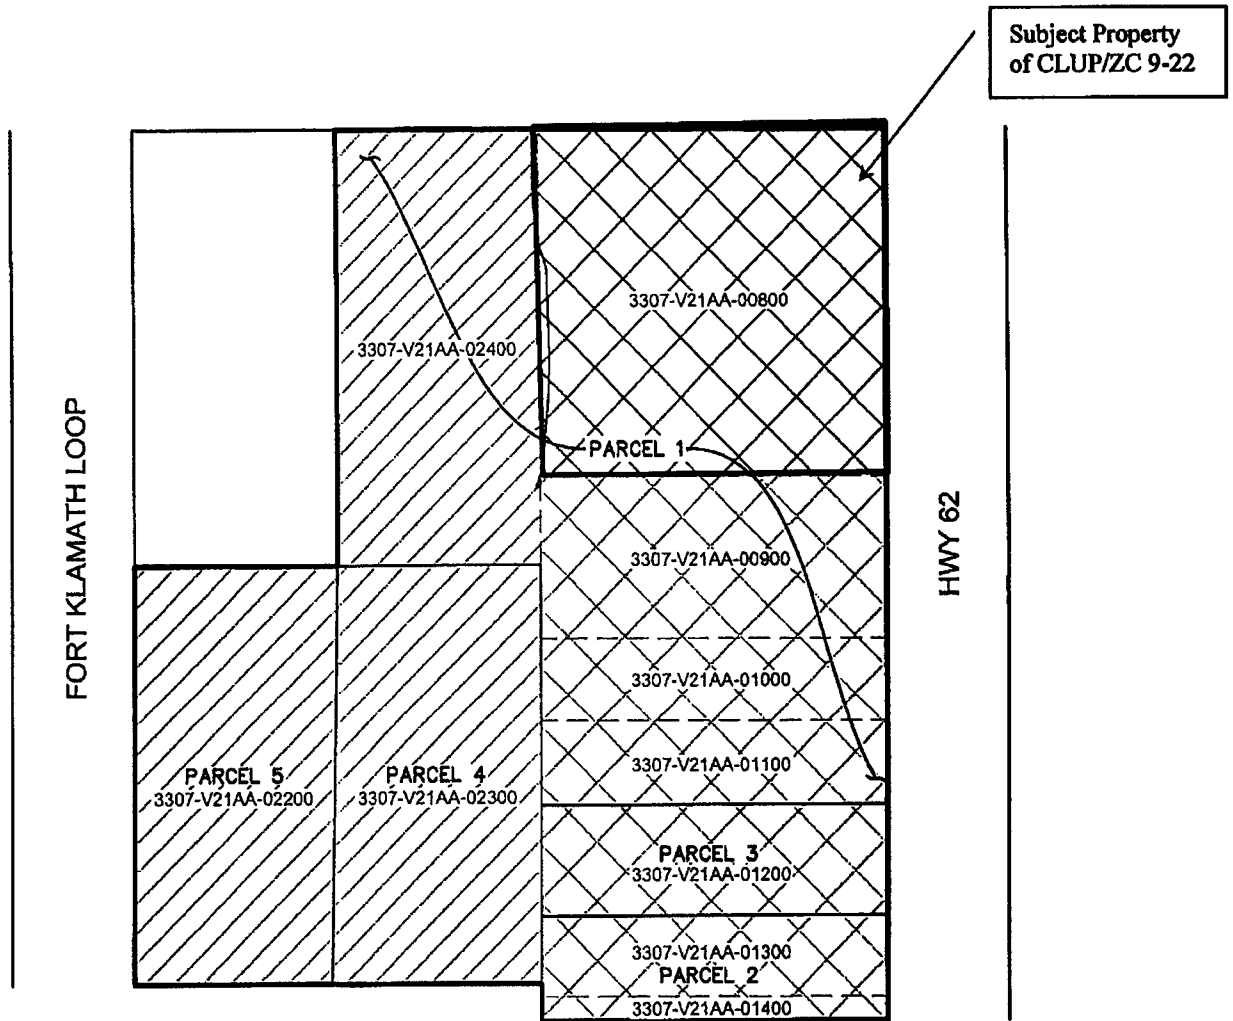 Subject Property
of CLUP/ZC 9-22
3307-V21AA-00800
3307-V21AA-02400
PARCEL 1
FORT KLAMATH LOOP
HWY 62
3307-V21AA-00900
3307-V21AA-01000
3307-V21AA-01100
PARCEL 5
3307-V21AA-02200
PARCEL 4
3307-V21AA-02300
PARCEL 3
3307-V21AA-01200
3307-V21AA-01300
PARCEL 2
3307-V21AA-01400